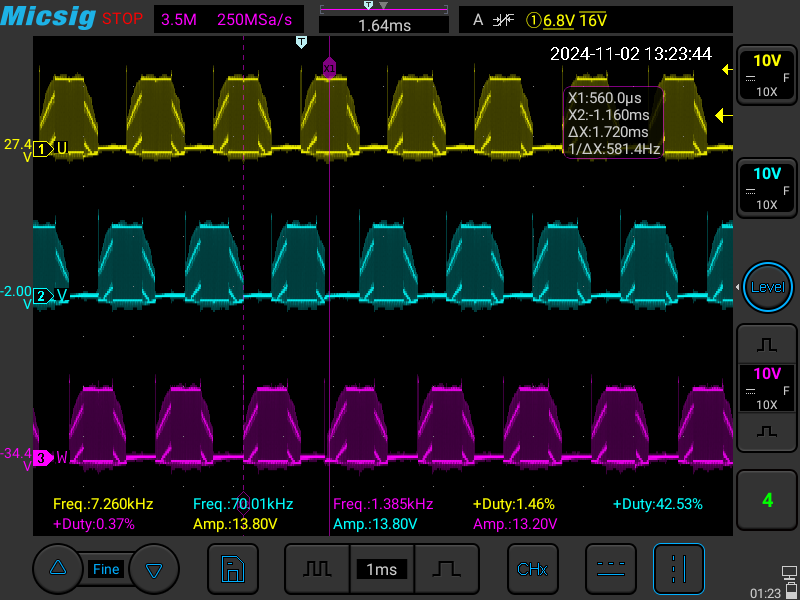 Micsig STOP 3.5M 250MSa/s T 1.64ms A 1 6.8V 16V
T
2024-11-02 13:23:44
X1
X1:560.0µs
X2:-1.160ms
ΔX:1.720ms
1/ΔX:581.4Hz
27.4 V
1 U
-2.00 V
2 V
-34.4 V
3 W
10V
F
10X
10V
F
10X
Level
10V
F
10X
4
Freq.:7.260kHz Freq.:70.01kHz Freq.:1.385kHz +Duty:1.46% +Duty:42.53%
+Duty:0.37% Amp.:13.80V Amp.:13.80V Amp.:13.20V
Fine 1ms CHx
01:23